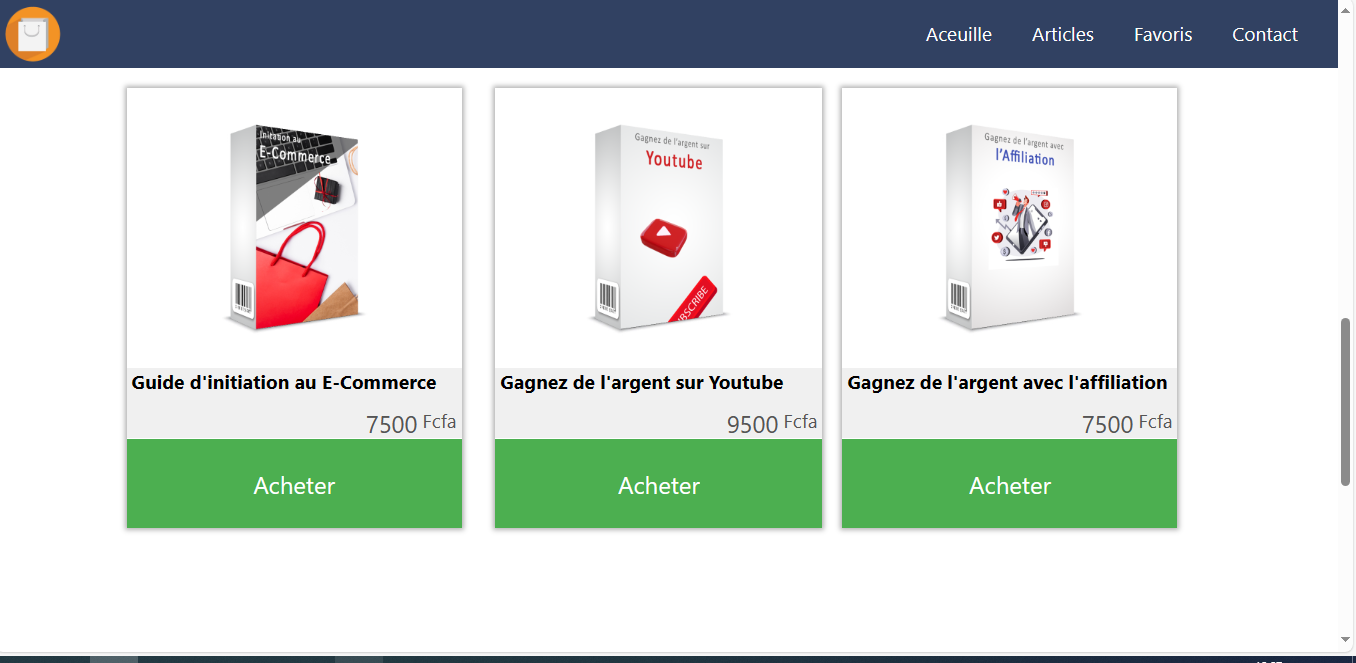 Aceuille Articles Favoris Contact
Initiation au
E-Commerce
Gagnez de l'argent sur
Youtube
Gagnez de l'argent avec
l'Affiliation
Guide d'initiation au E-Commerce
7500 Fcfa
Acheter
Gagnez de l'argent sur Youtube
9500 Fcfa
Acheter
Gagnez de l'argent avec l'affiliation
7500 Fcfa
Acheter